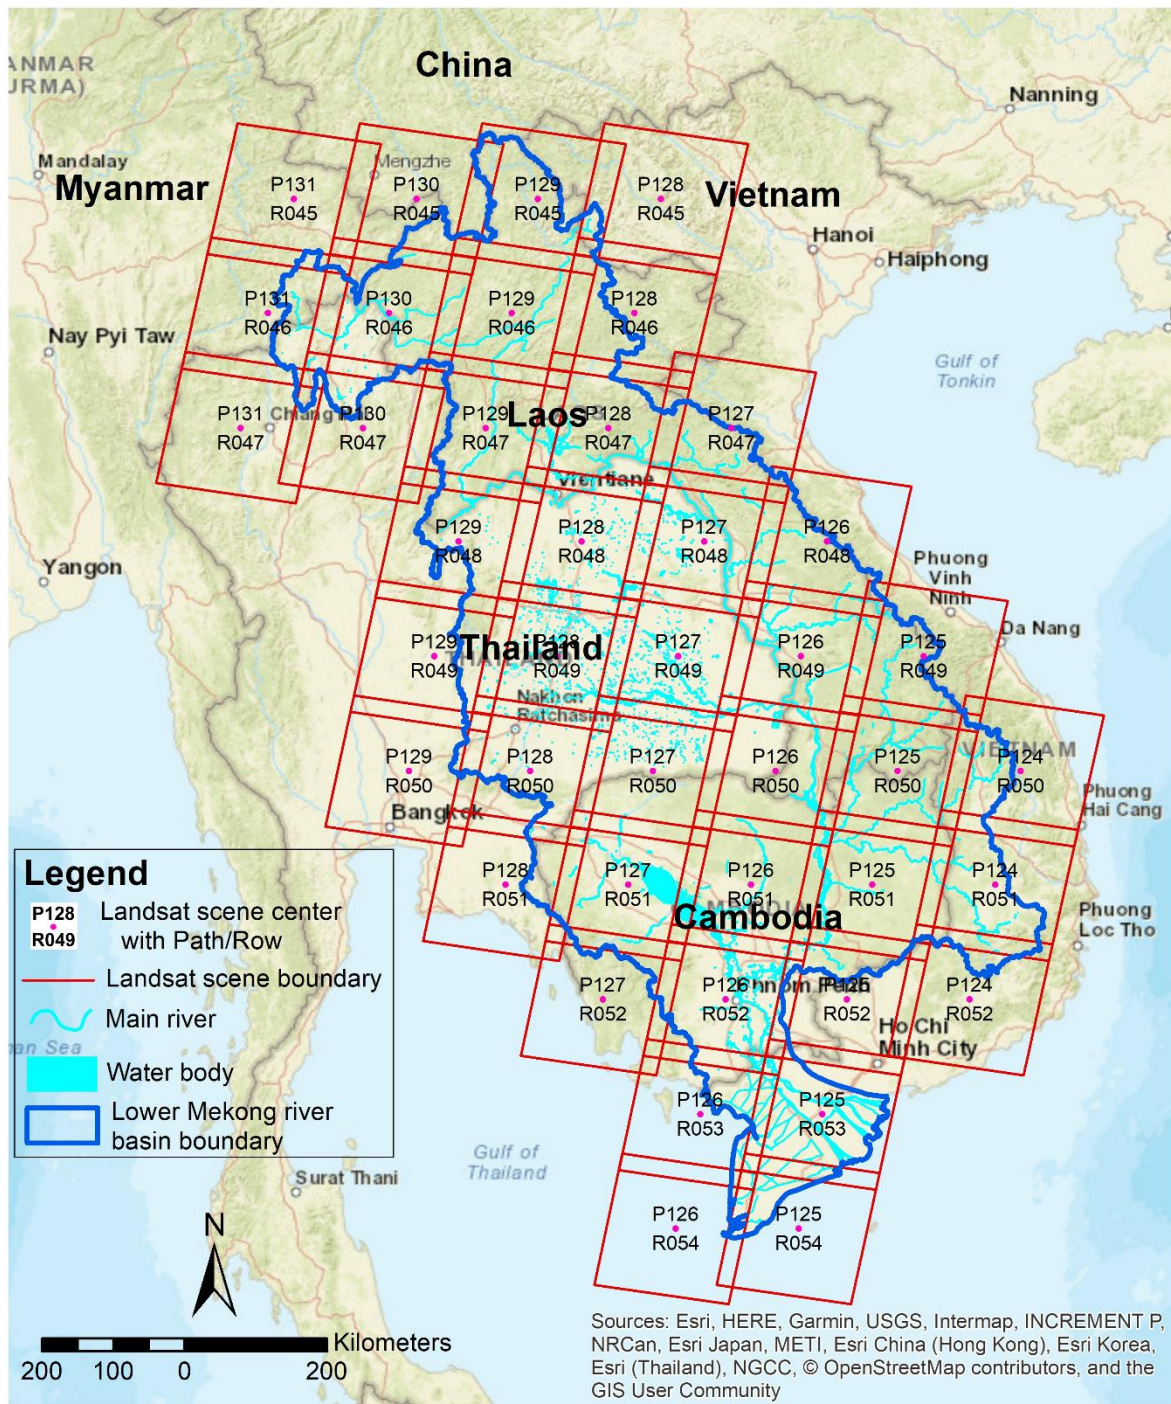 China
ANMAR
URMA)
Nanning
Mandalay
Mengzhe
Myanmar
Vietnam
P131
R045
P130
R045
P129
R045
P128
R045
Hanoi
Haiphong
P131
R046
P130
R046
P129
R046
P128
R046
Nay Pyi Taw
Gulf of
Tonkin
P131
R047
P130
R047
P129
R047
Laos
P128
R047
P127
R047
Vientiane
P129
R048
P128
R048
P127
R048
P126
R048
Yangon
Phuong
Vinh
Ninh
Da Nang
P129
R049
Thailand
P128
R049
P127
R049
P126
R049
P125
R049
Nakhon
Ratchasima
VIETNAM
P129
R050
P128
R050
P127
R050
P126
R050
P125
R050
P124
R050
Bangkok
Phuong
Hai Cang
P128
R051
P127
R051
P126
R051
P125
R051
P124
R051
Cambodia
Phuong
Loc Tho
P127
R052
P126
R052
P125
R052
P124
R052
Ho Chi
Minh City
P126
R053
P125
R053
Gulf of
Thailand
Surat Thani
P126
R054
P125
R054
Legend
P128
R049
Landsat scene center
with Path/Row
Landsat scene boundary
Main river
an Sea
Water body
Lower Mekong river
basin boundary
N
Kilometers
200 100 0 200
Sources: Esri, HERE, Garmin, USGS, Intermap, INCREMENT P,
NRCan, Esri Japan, METI, Esri China (Hong Kong), Esri Korea,
Esri (Thailand), NGCC, © OpenStreetMap contributors, and the
GIS User Community